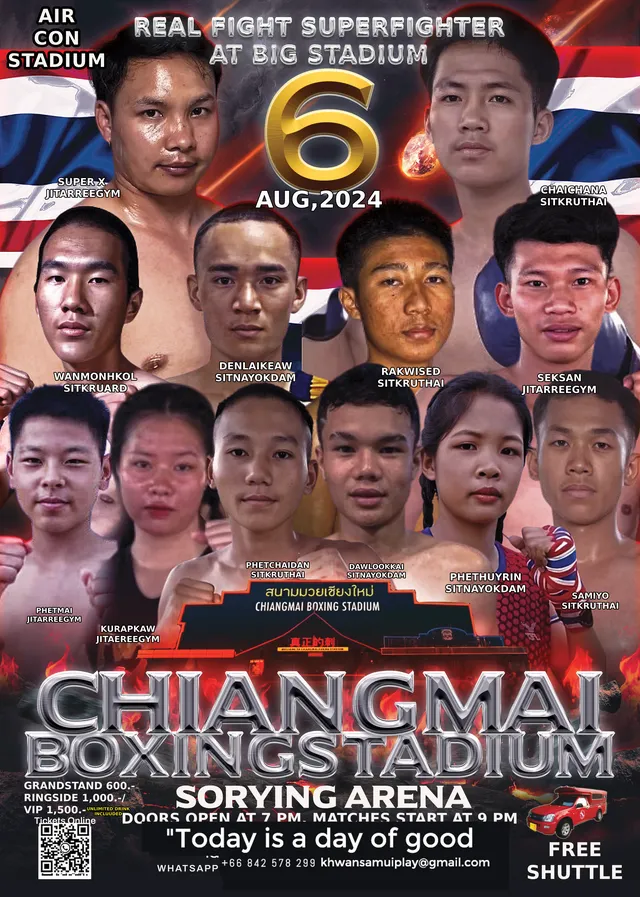 AIR
CON
STADIUM
REAL FIGHT SUPERFIGHTER
AT BIG STADIUM
6
AUG,2024
SUPER X
JITARREEGYM
CHAICHANA
SITKRUTHAI
WANMONHKOL
SITKRUARD
DENLAIKEAW
SITNAYOKDAM
RAKWISED
SITKRUTHAI
SEKSAN
JITARREEGYM
PHETMAI
JITARREEGYM
KURAPKAW
JITAEREEGYM
PHETCHAIDAN
SITKRUTHAI
DAWLOOKKAI
SITNAYOKDAM
PHETHUYRIN
SITNAYOKDAM
SAMIYO
SITKRUTHAI
สนามมวยเชียงใหม่
CHIANGMAI BOXING STADIUM
CHIANGMAI
BOXINGSTADIUM
GRANDSTAND 600.-
RINGSIDE 1,000.-/
VIP 1,500.- UNLIMITED DRINK
INCLUUDED
Tickets Online
SORYING ARENA
DOORS OPEN AT 7 PM. MATCHES START AT 9 PM
"Today is a day of good
WHATSAPP +66 842 578 299 khwansamuiplay@gmail.com
FREE
SHUTTLE